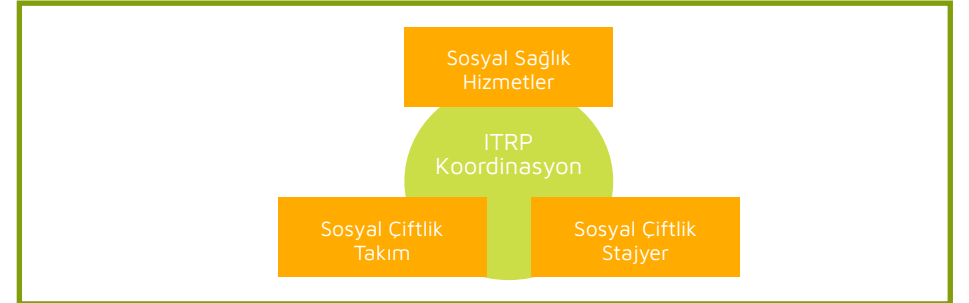 Sosyal Sağlık
Hizmetler
ITRP
Koordinasyon
Sosyal Çiftlik
Takım
Sosyal Çiftlik
Stajyer